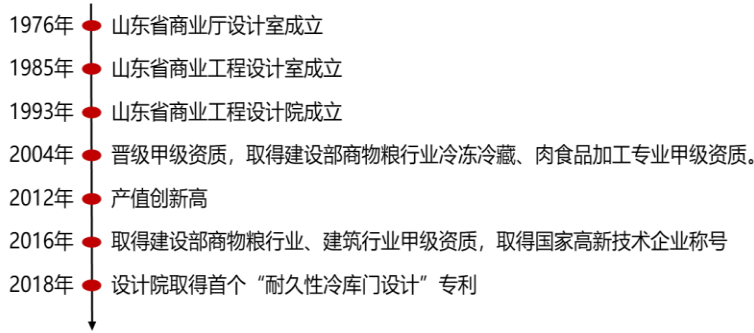 1976年 山东省商业厅设计室成立
1985年 山东省商业工程设计室成立
1993年 山东省商业工程设计院成立
2004年 晋级甲级资质，取得建设部商物粮行业冷冻冷藏、肉食品加工专业甲级资质。
2012年 产值创新高
2016年 取得建设部商物粮行业、建筑行业甲级资质，取得国家高新技术企业称号
2018年 设计院取得首个“耐久性冷库门设计”专利